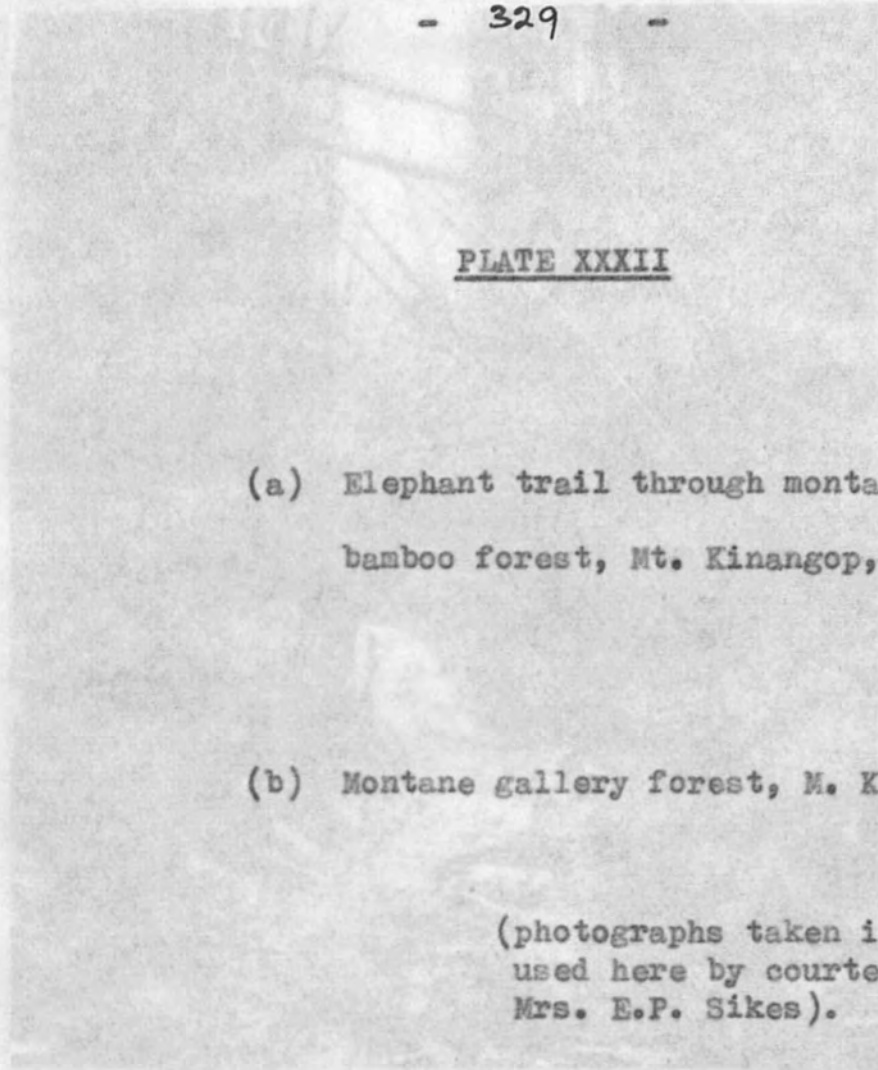 - 329 -
PLATE XXXII
(a) Elephant trail through monta
bamboo forest, Mt. Kinangop,
(b) Montane gallery forest, M. K
(photographs taken i
used here by courte
Mrs. E.P. Sikes).